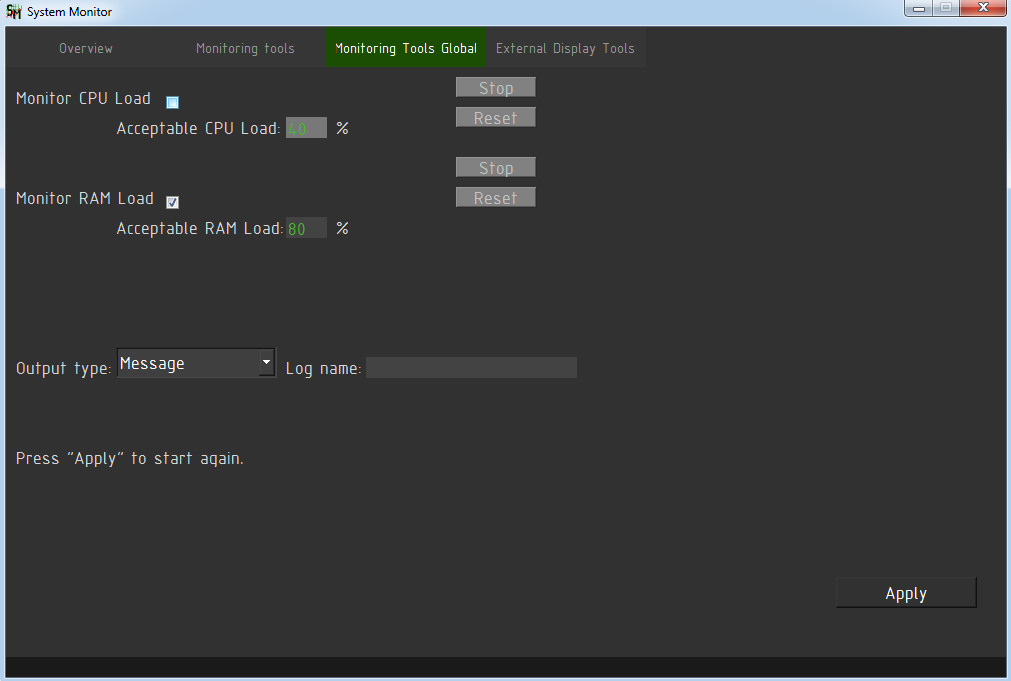 SM System Monitor
Overview Monitoring tools Monitoring Tools Global External Display Tools
Monitor CPU Load Stop
Reset
Acceptable CPU Load: 40 %
Stop
Monitor RAM Load Reset
Acceptable RAM Load: 80 %
Output type: Message Log name:
Press "Apply" to start again.
Apply